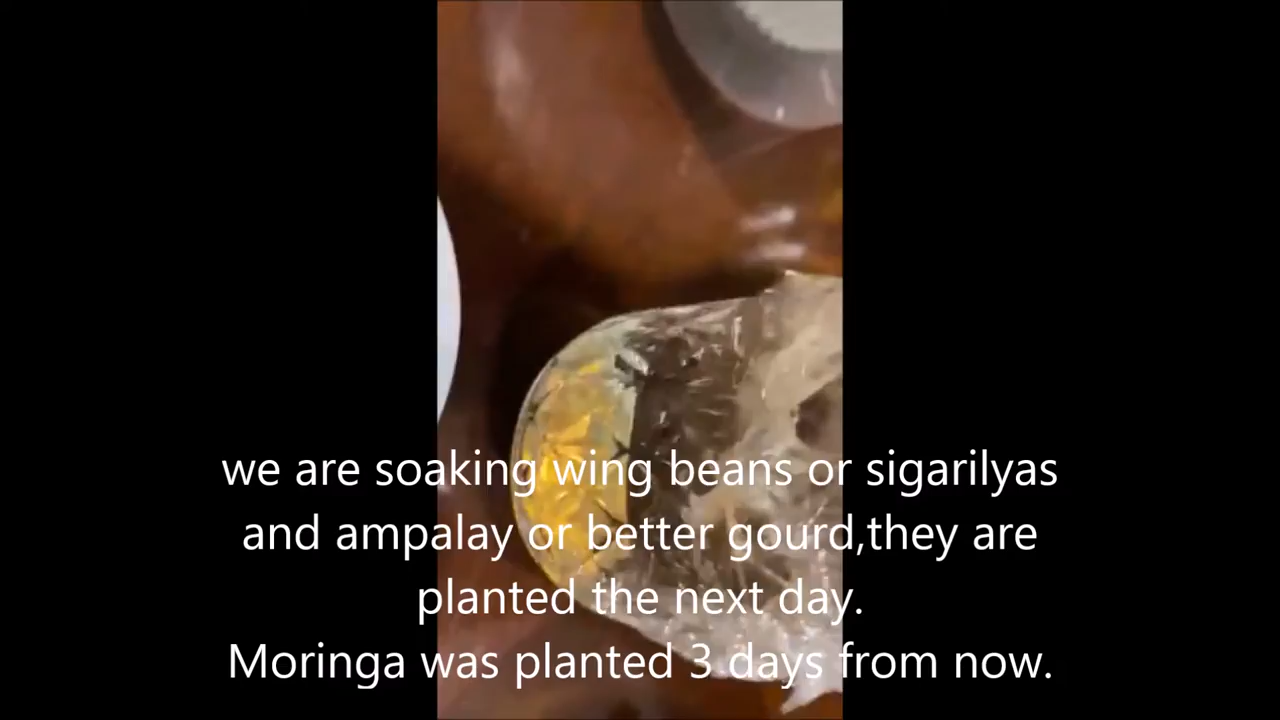 we are soaking wing beans or sigarilyas
and ampalay or better gourd,they are
planted the next day.
Moringa was planted 3 days from now.